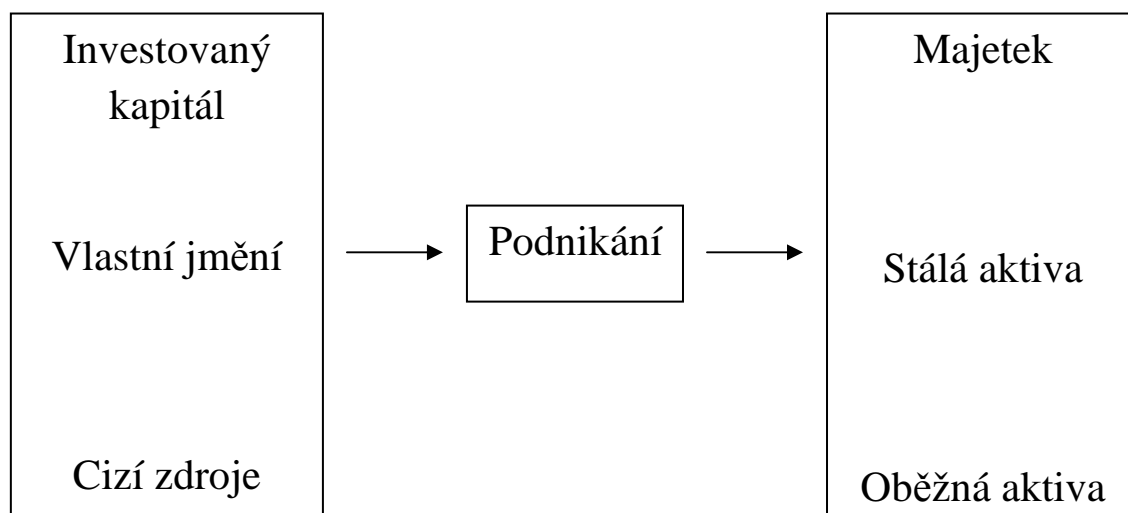 Investovaný
kapitál
Vlastní jmění
Cizí zdroje
Podnikání
Majetek
Stálá aktiva
Oběžná aktiva